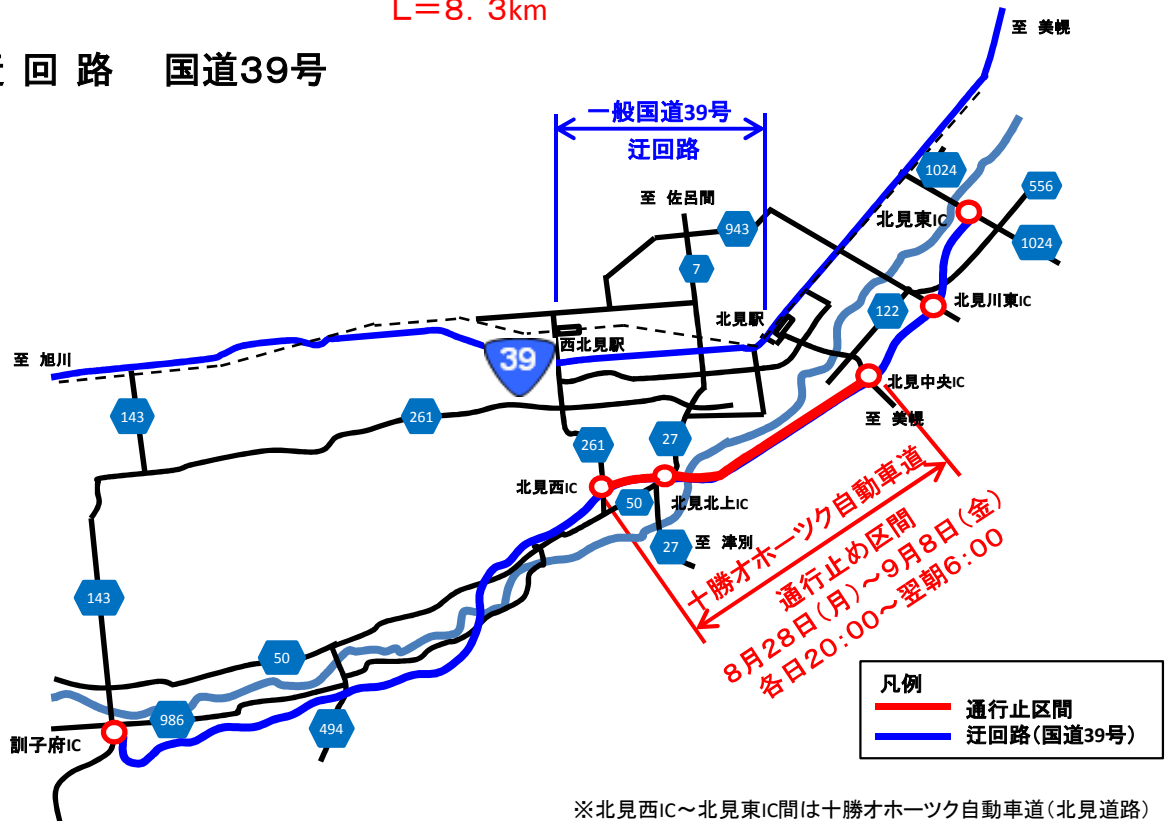 L=8.3km
回路 国道39号
至 美幌
一般国道39号
迂回路
1024
556
至 佐呂間
北見東IC
943
1024
7
北見川東IC
122
北見駅
西北見駅
至 旭川
39
北見中央IC
143
261
至 美幌
261
27
北見西IC
50
北見北上IC
27
至 津別
十勝オホーツク自動車道
通行止め区間
8月28日(月)～9月8日(金)
各日20:00～翌朝6:00
143
50
986
494
訓子府IC
凡例
通行止区間
迂回路(国道39号)
※北見西IC～北見東IC間は十勝オホーツク自動車道(北見道路)